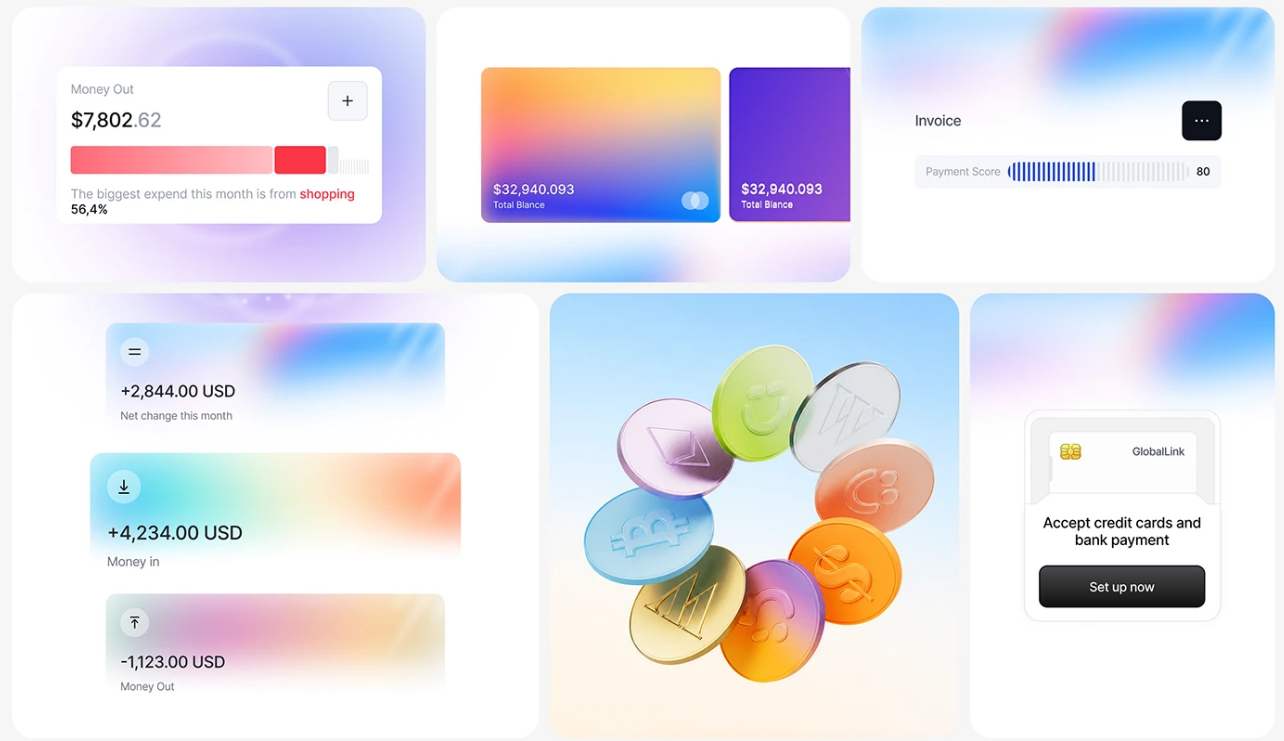 Money Out
$7,802.62
The biggest expend this month is from shopping
56,4%
$32,940.093
Total Blance
$32,940.093
Total Blance
Invoice
Payment Score 80
+2,844.00 USD
Net change this month
+4,234.00 USD
Money in
-1,123.00 USD
Money Out
GlobalLink
Accept credit cards and
bank payment
Set up now